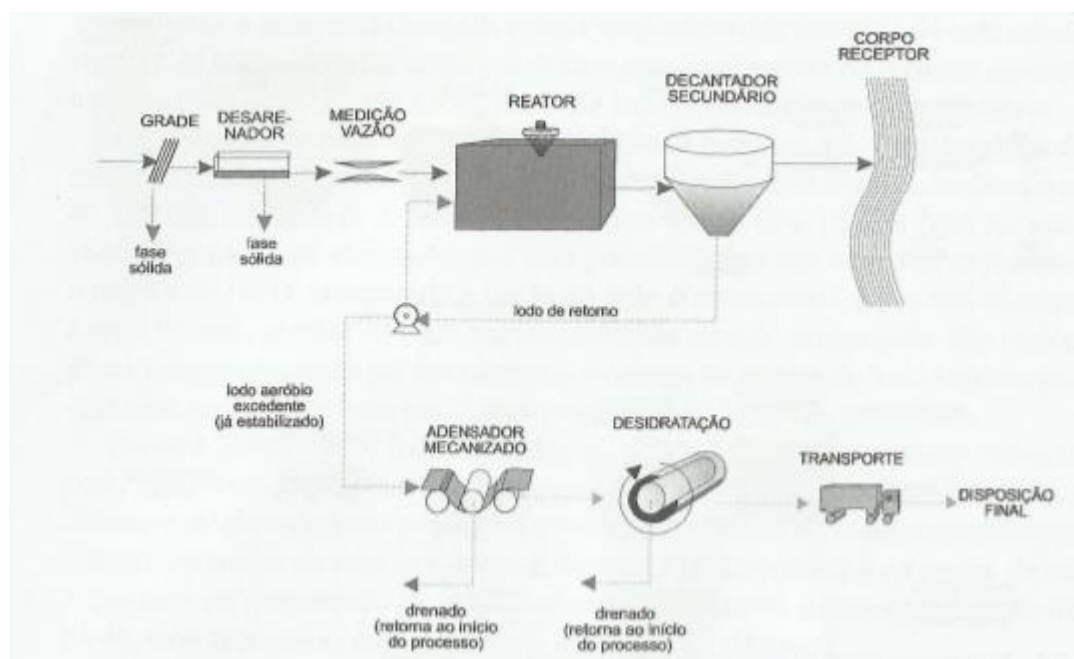 CORPO
RECEPTOR
DECANTADOR
SECUNDÁRIO
REATOR
MEDIÇÃO
VAZÃO
DESARE-
NADOR
GRADE
fase
sólida
fase
sólida
lodo de retorno
lodo aeróbio
excedente
(já estabilizado)
ADENSADOR
MECANIZADO
DESIDRATAÇÃO
TRANSPORTE
DISPOSIÇÃO
FINAL
drenado
(retorna ao início
do processo)
drenado
(retorna ao início
do processo)